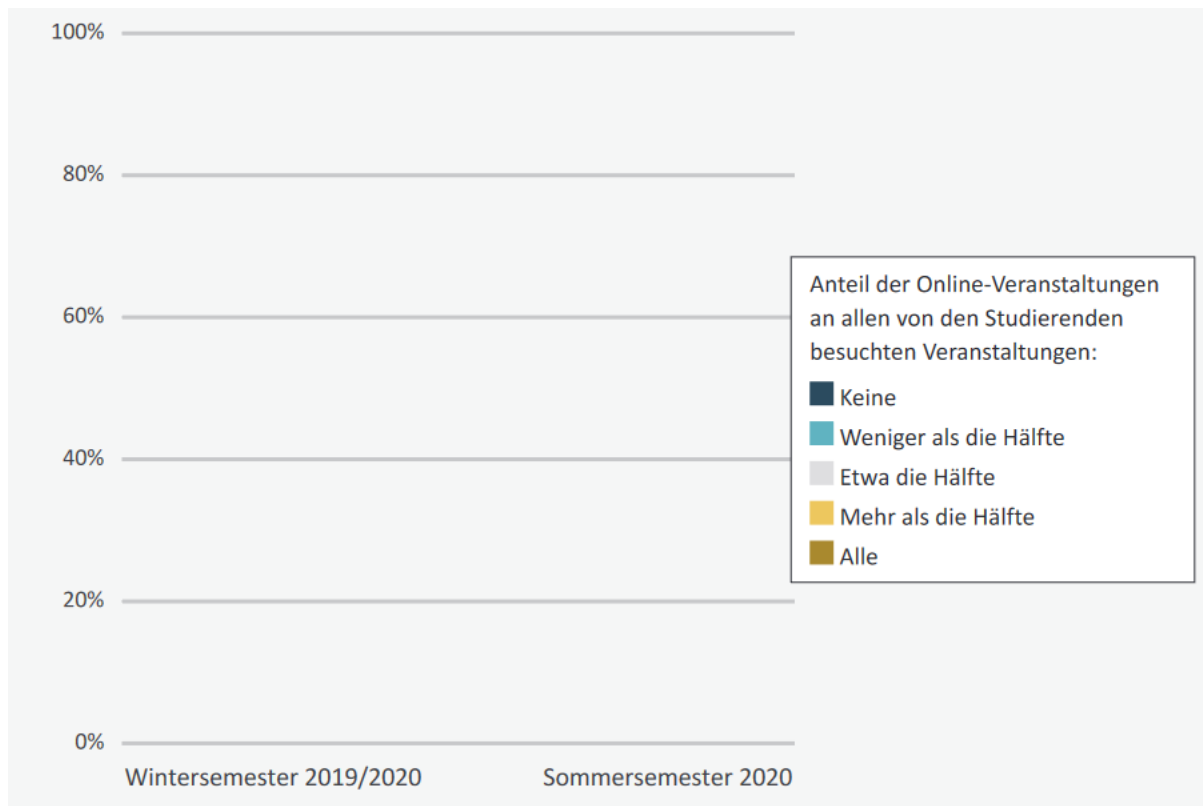 100%
80%
60%
40%
20%
0%
Wintersemester 2019/2020
Sommersemester 2020
Anteil der Online-Veranstaltungen
an allen von den Studierenden
besuchten Veranstaltungen:
Keine
Weniger als die Hälfte
Etwa die Hälfte
Mehr als die Hälfte
Alle